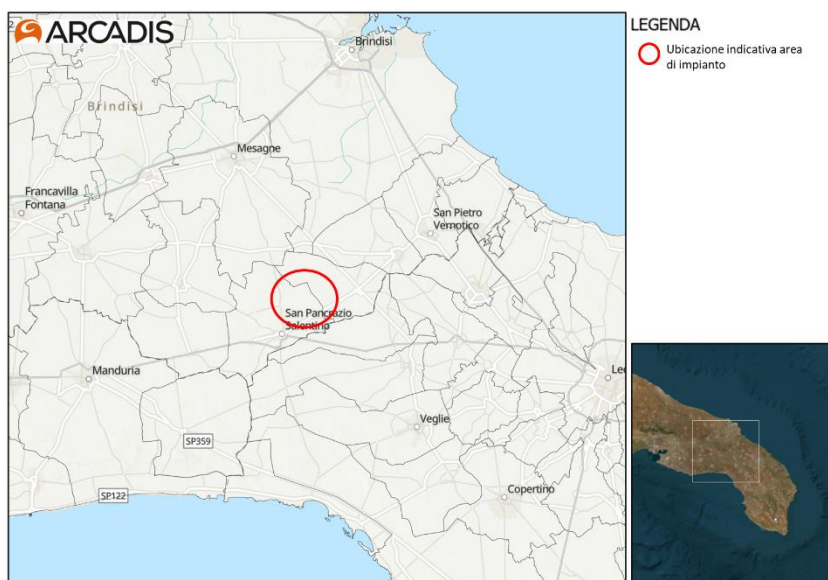 ARCADIS
LEGENDA
Ubicazione indicativa area
di impianto
Brindisi
Brindisi
Mesagne
Francavilla
Fontana
San Pietro
Vernotico
San Pancrazio
Salentino
Manduria
Lec
Veglie
SP359
SP122
Copertino